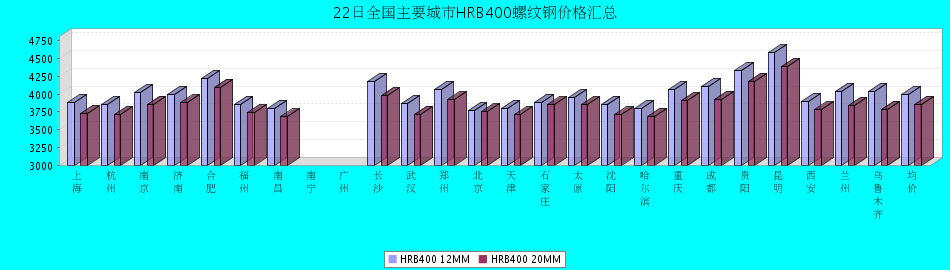 22日全国主要城市HRB400螺纹钢价格汇总
4750
4500
4250
4000
3750
3500
3250
3000
上海
杭州
南京
济南
合肥
福州
南昌
南宁
广州
长沙
武汉
郑州
北京
天津
石家庄
太原
沈阳
哈尔滨
重庆
成都
贵阳
昆明
西安
兰州
乌鲁木齐
均价
HRB400 12MM
HRB400 20MM